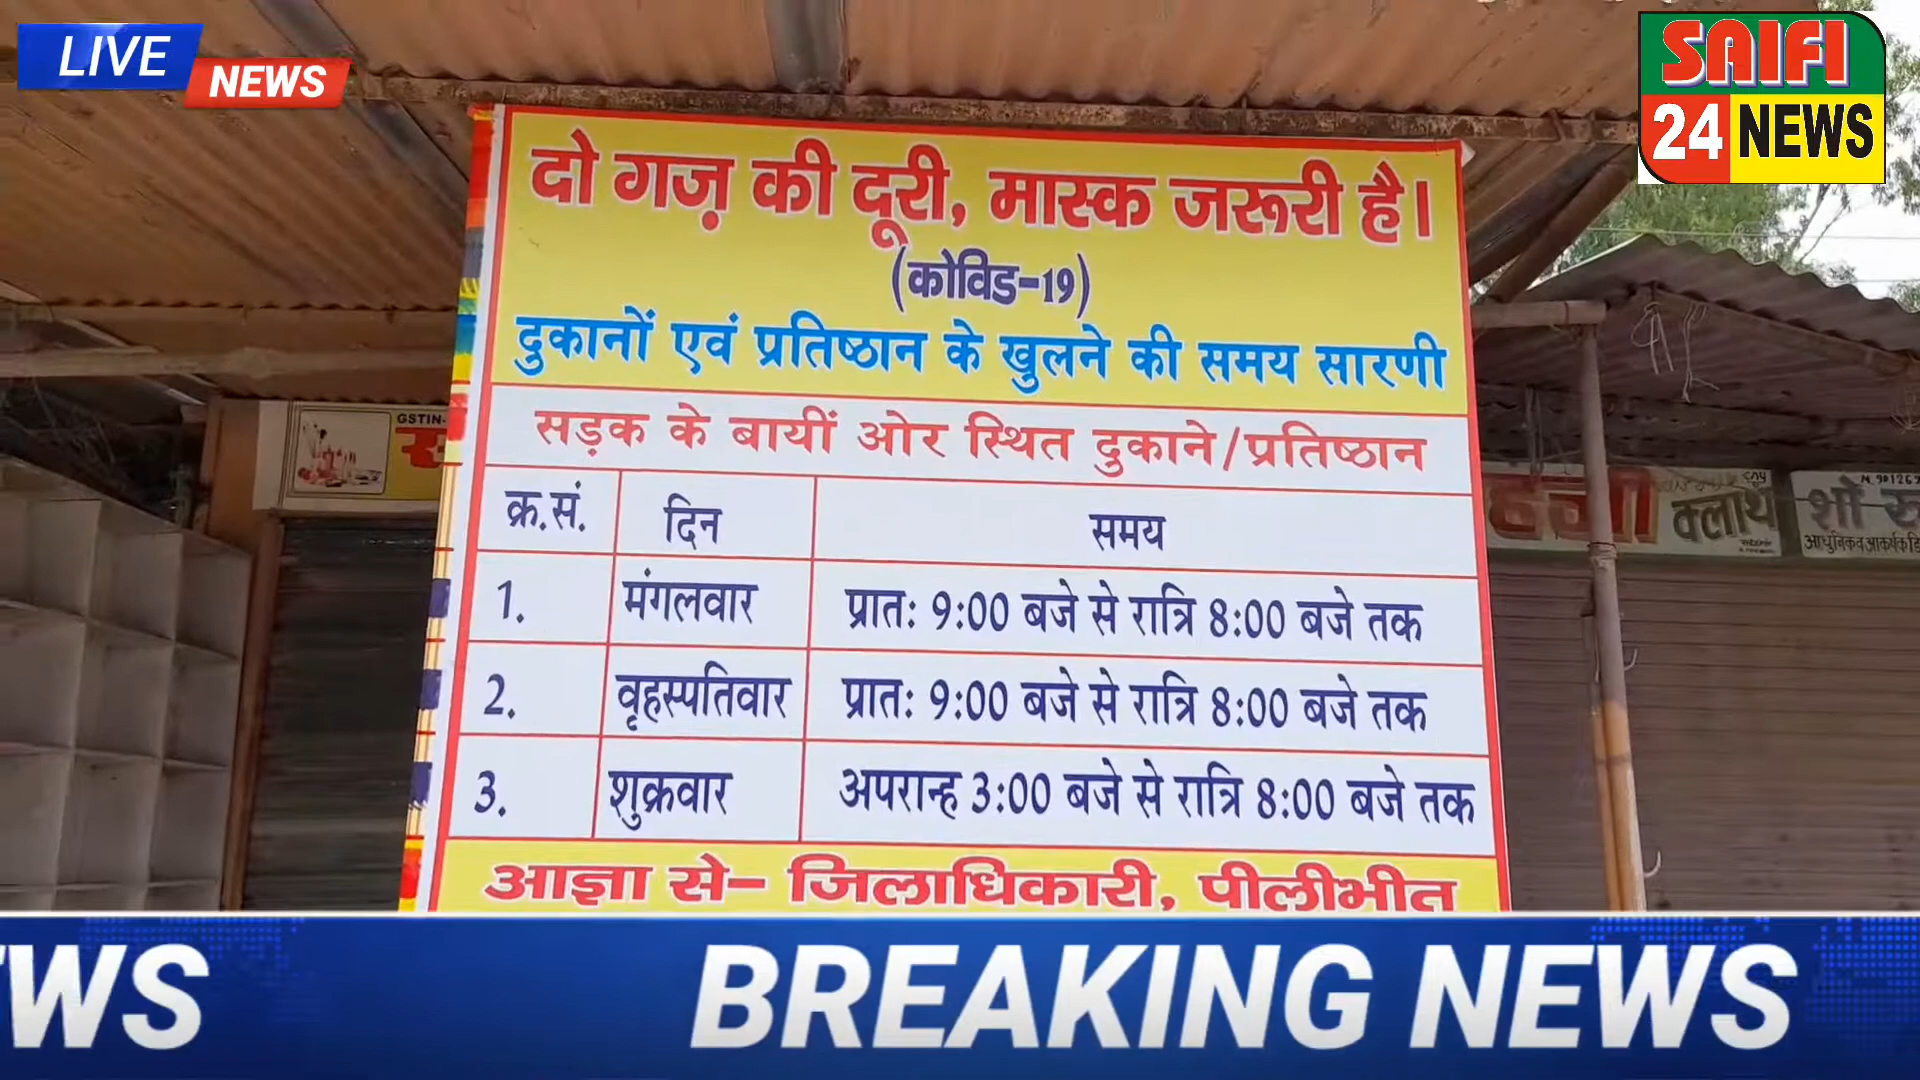 LIVE
NEWS
SAIFI
24 NEWS
दो गज़ की दूरी, मास्क जरूरी है।
(कोविड-19)
दुकानों एवं प्रतिष्ठान के खुलने की समय सारणी
सड़क के बायीं ओर स्थित दुकाने/प्रतिष्ठान
क्र.सं. दिन समय
1. मंगलवार प्रातः 9:00 बजे से रात्रि 8:00 बजे तक
2. वृहस्पतिवार प्रातः 9:00 बजे से रात्रि 8:00 बजे तक
3. शुक्रवार अपरान्ह 3:00 बजे से रात्रि 8:00 बजे तक
आज्ञा से- जिलाधिकारी, पीलीभीत
GSTIN-
क्लाथ
शो
WS BREAKING NEWS